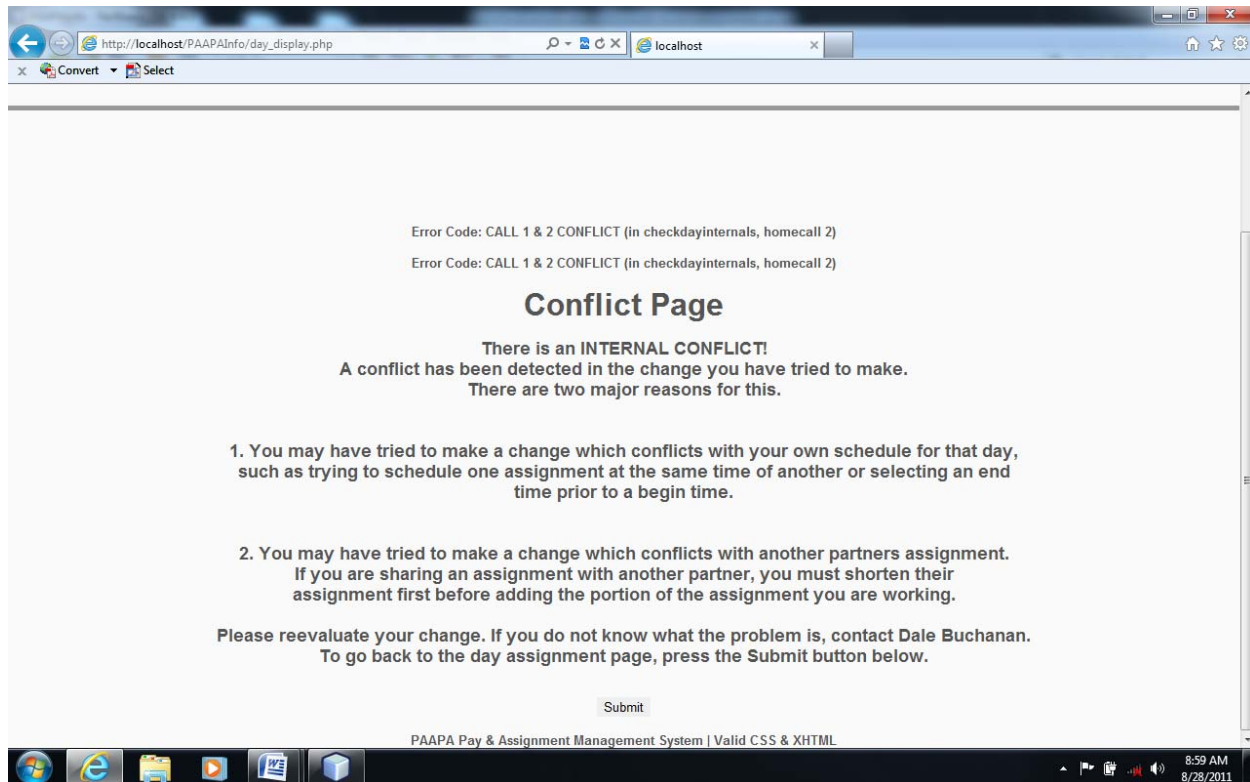 http://localhost/PAAPAInfo/day_display.php
localhost
x Convert Select
Error Code: CALL 1 & 2 CONFLICT (in checkdayinternals, homecall 2)
Error Code: CALL 1 & 2 CONFLICT (in checkdayinternals, homecall 2)
Conflict Page
There is an INTERNAL CONFLICT!
A conflict has been detected in the change you have tried to make.
There are two major reasons for this.
1. You may have tried to make a change which conflicts with your own schedule for that day,
such as trying to schedule one assignment at the same time of another or selecting an end
time prior to a begin time.
2. You may have tried to make a change which conflicts with another partners assignment.
If you are sharing an assignment with another partner, you must shorten their
assignment first before adding the portion of the assignment you are working.
Please reevaluate your change. If you do not know what the problem is, contact Dale Buchanan.
To go back to the day assignment page, press the Submit button below.
Submit
PAAPA Pay & Assignment Management System | Valid CSS & XHTML
8:59 AM
8/28/2011